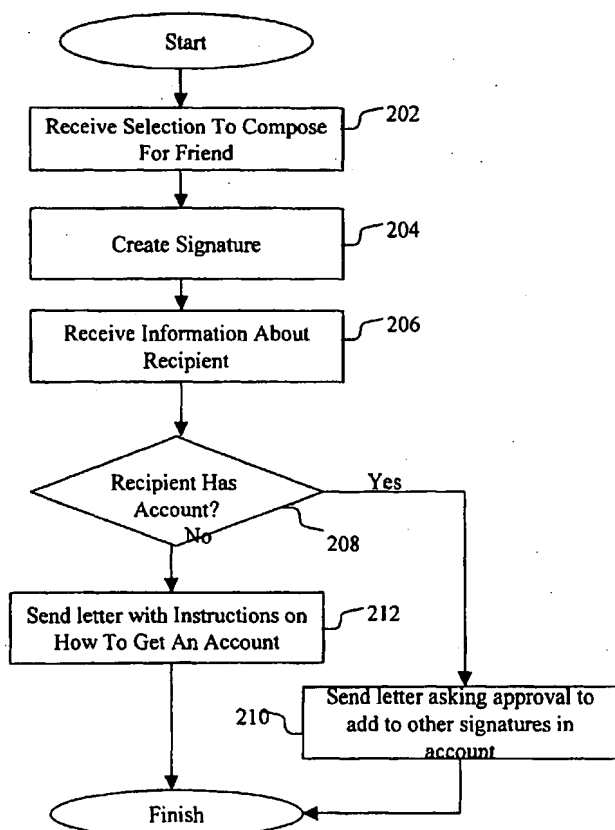 Start
Receive Selection To Compose
For Friend
202
Create Signature
204
Receive Information About
Recipient
206
Recipient Has
Account?
Yes
No
208
Send letter with Instructions on
How To Get An Account
212
Send letter asking approval to
add to other signatures in
account
210
Finish